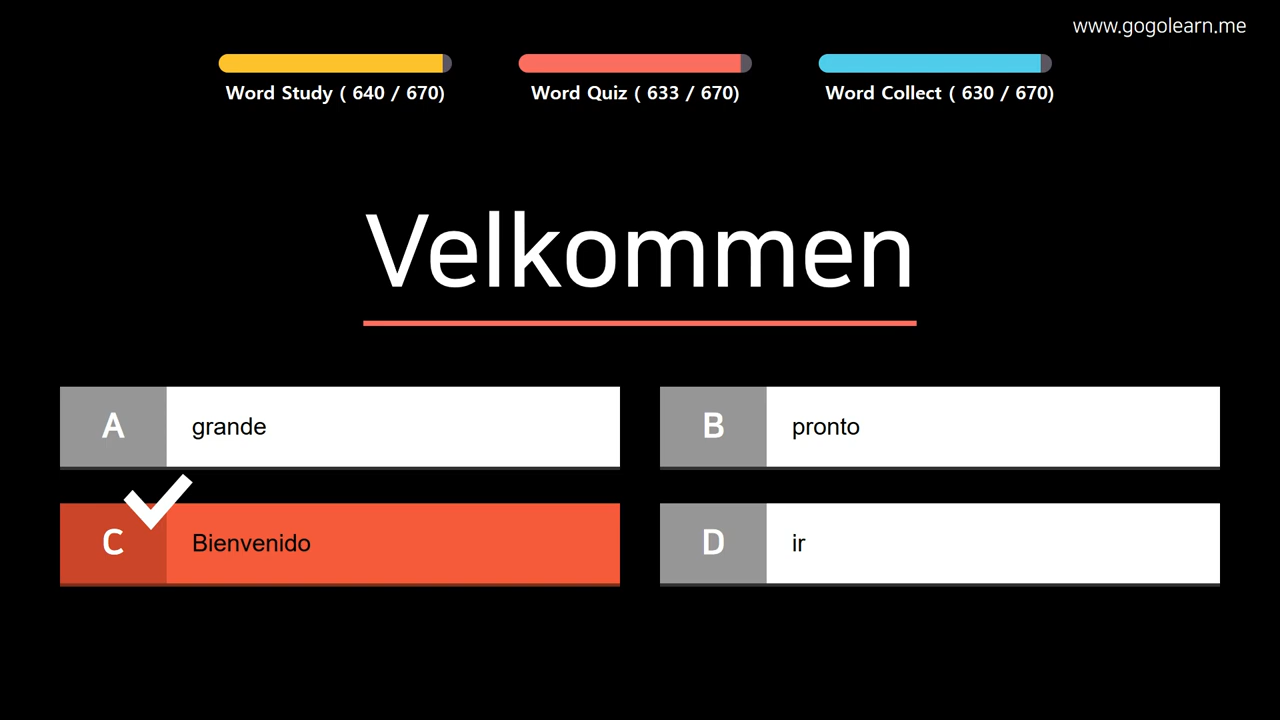 www.gogolearn.me
Word Study ( 640 / 670)
Word Quiz ( 633 / 670)
Word Collect ( 630 / 670)
Velkommen
A grande
B pronto
C Bienvenido
D ir